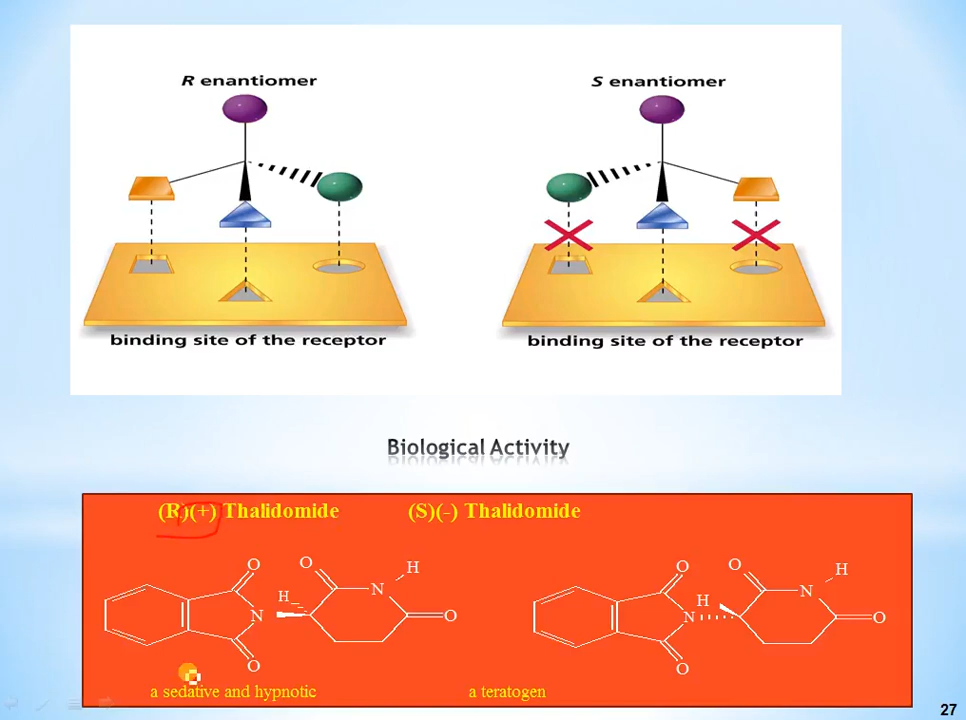 R enantiomer
S enantiomer
binding site of the receptor
binding site of the receptor
Biological Activity
(R)(+) Thalidomide
(S)(-) Thalidomide
O
O
H
H
N
N
O
O
O
O
H
H
N
N
O
O
a sedative and hypnotic
a teratogen
27